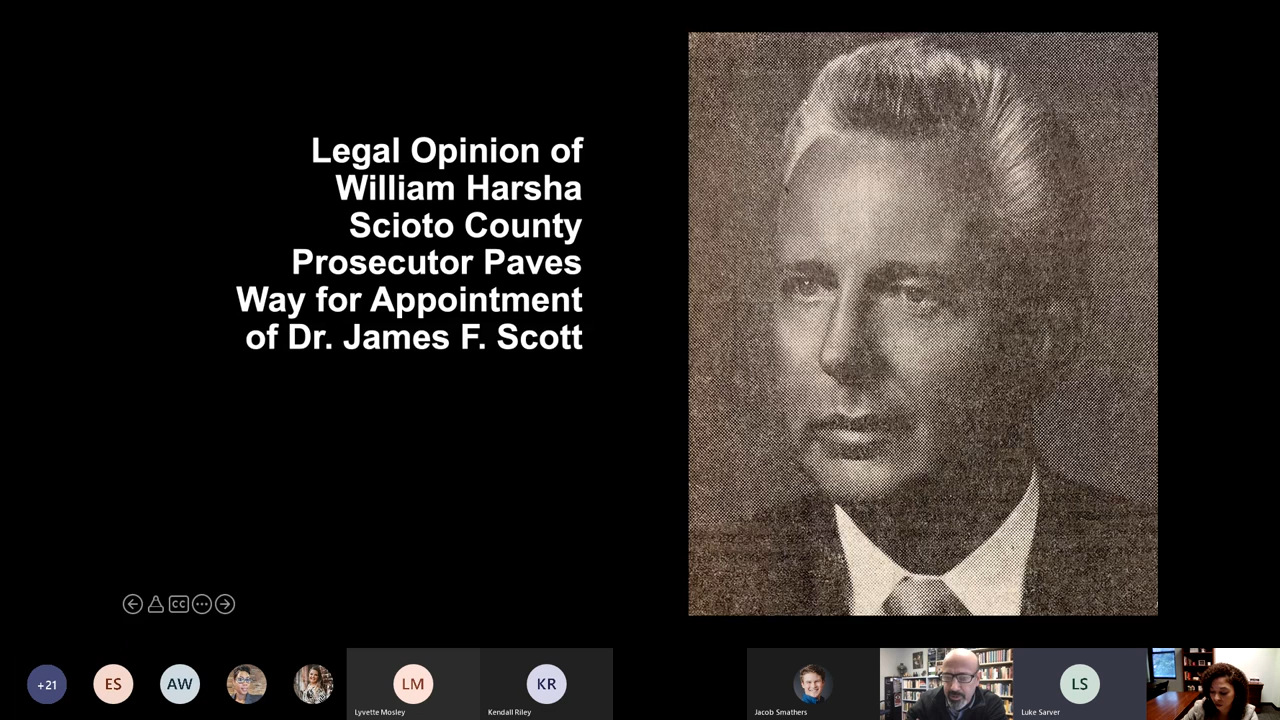 Legal Opinion of
William Harsha
Scioto County
Prosecutor Paves
Way for Appointment
of Dr. James F. Scott
CC
+21
ES
AW
LM
KR
LS
Lyvette Mosley
Kendall Riley
Jacob Smathers
Luke Sarver